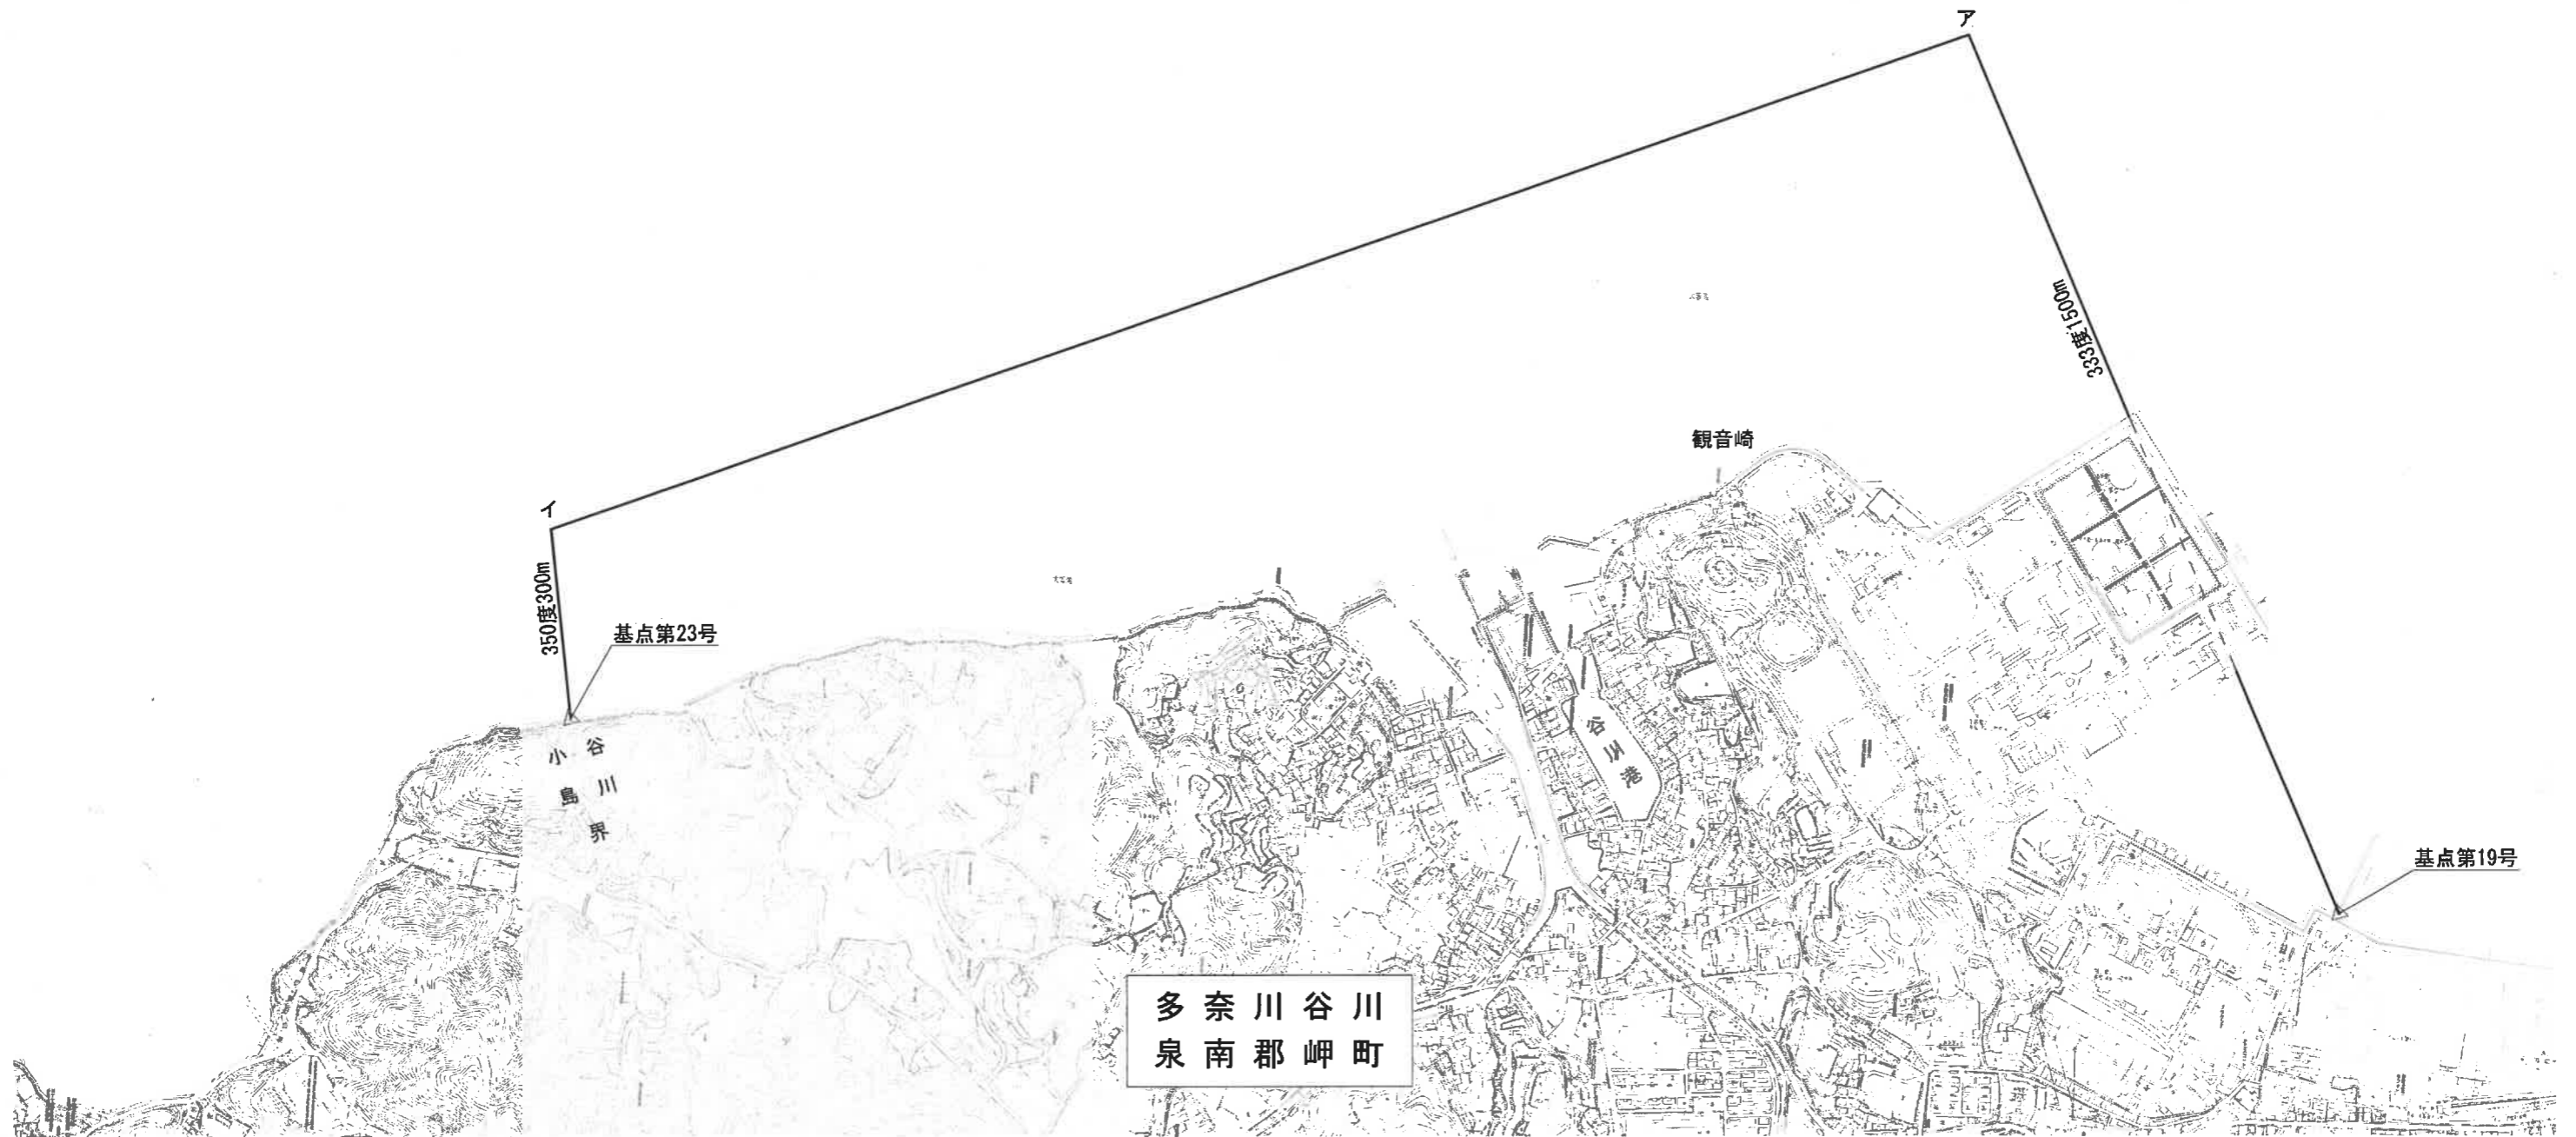 ア
333度1500m
観音崎
イ
350度300m
基点第23号
谷川界
小島
谷川港
基点第19号
多奈川谷川
泉南郡岬町